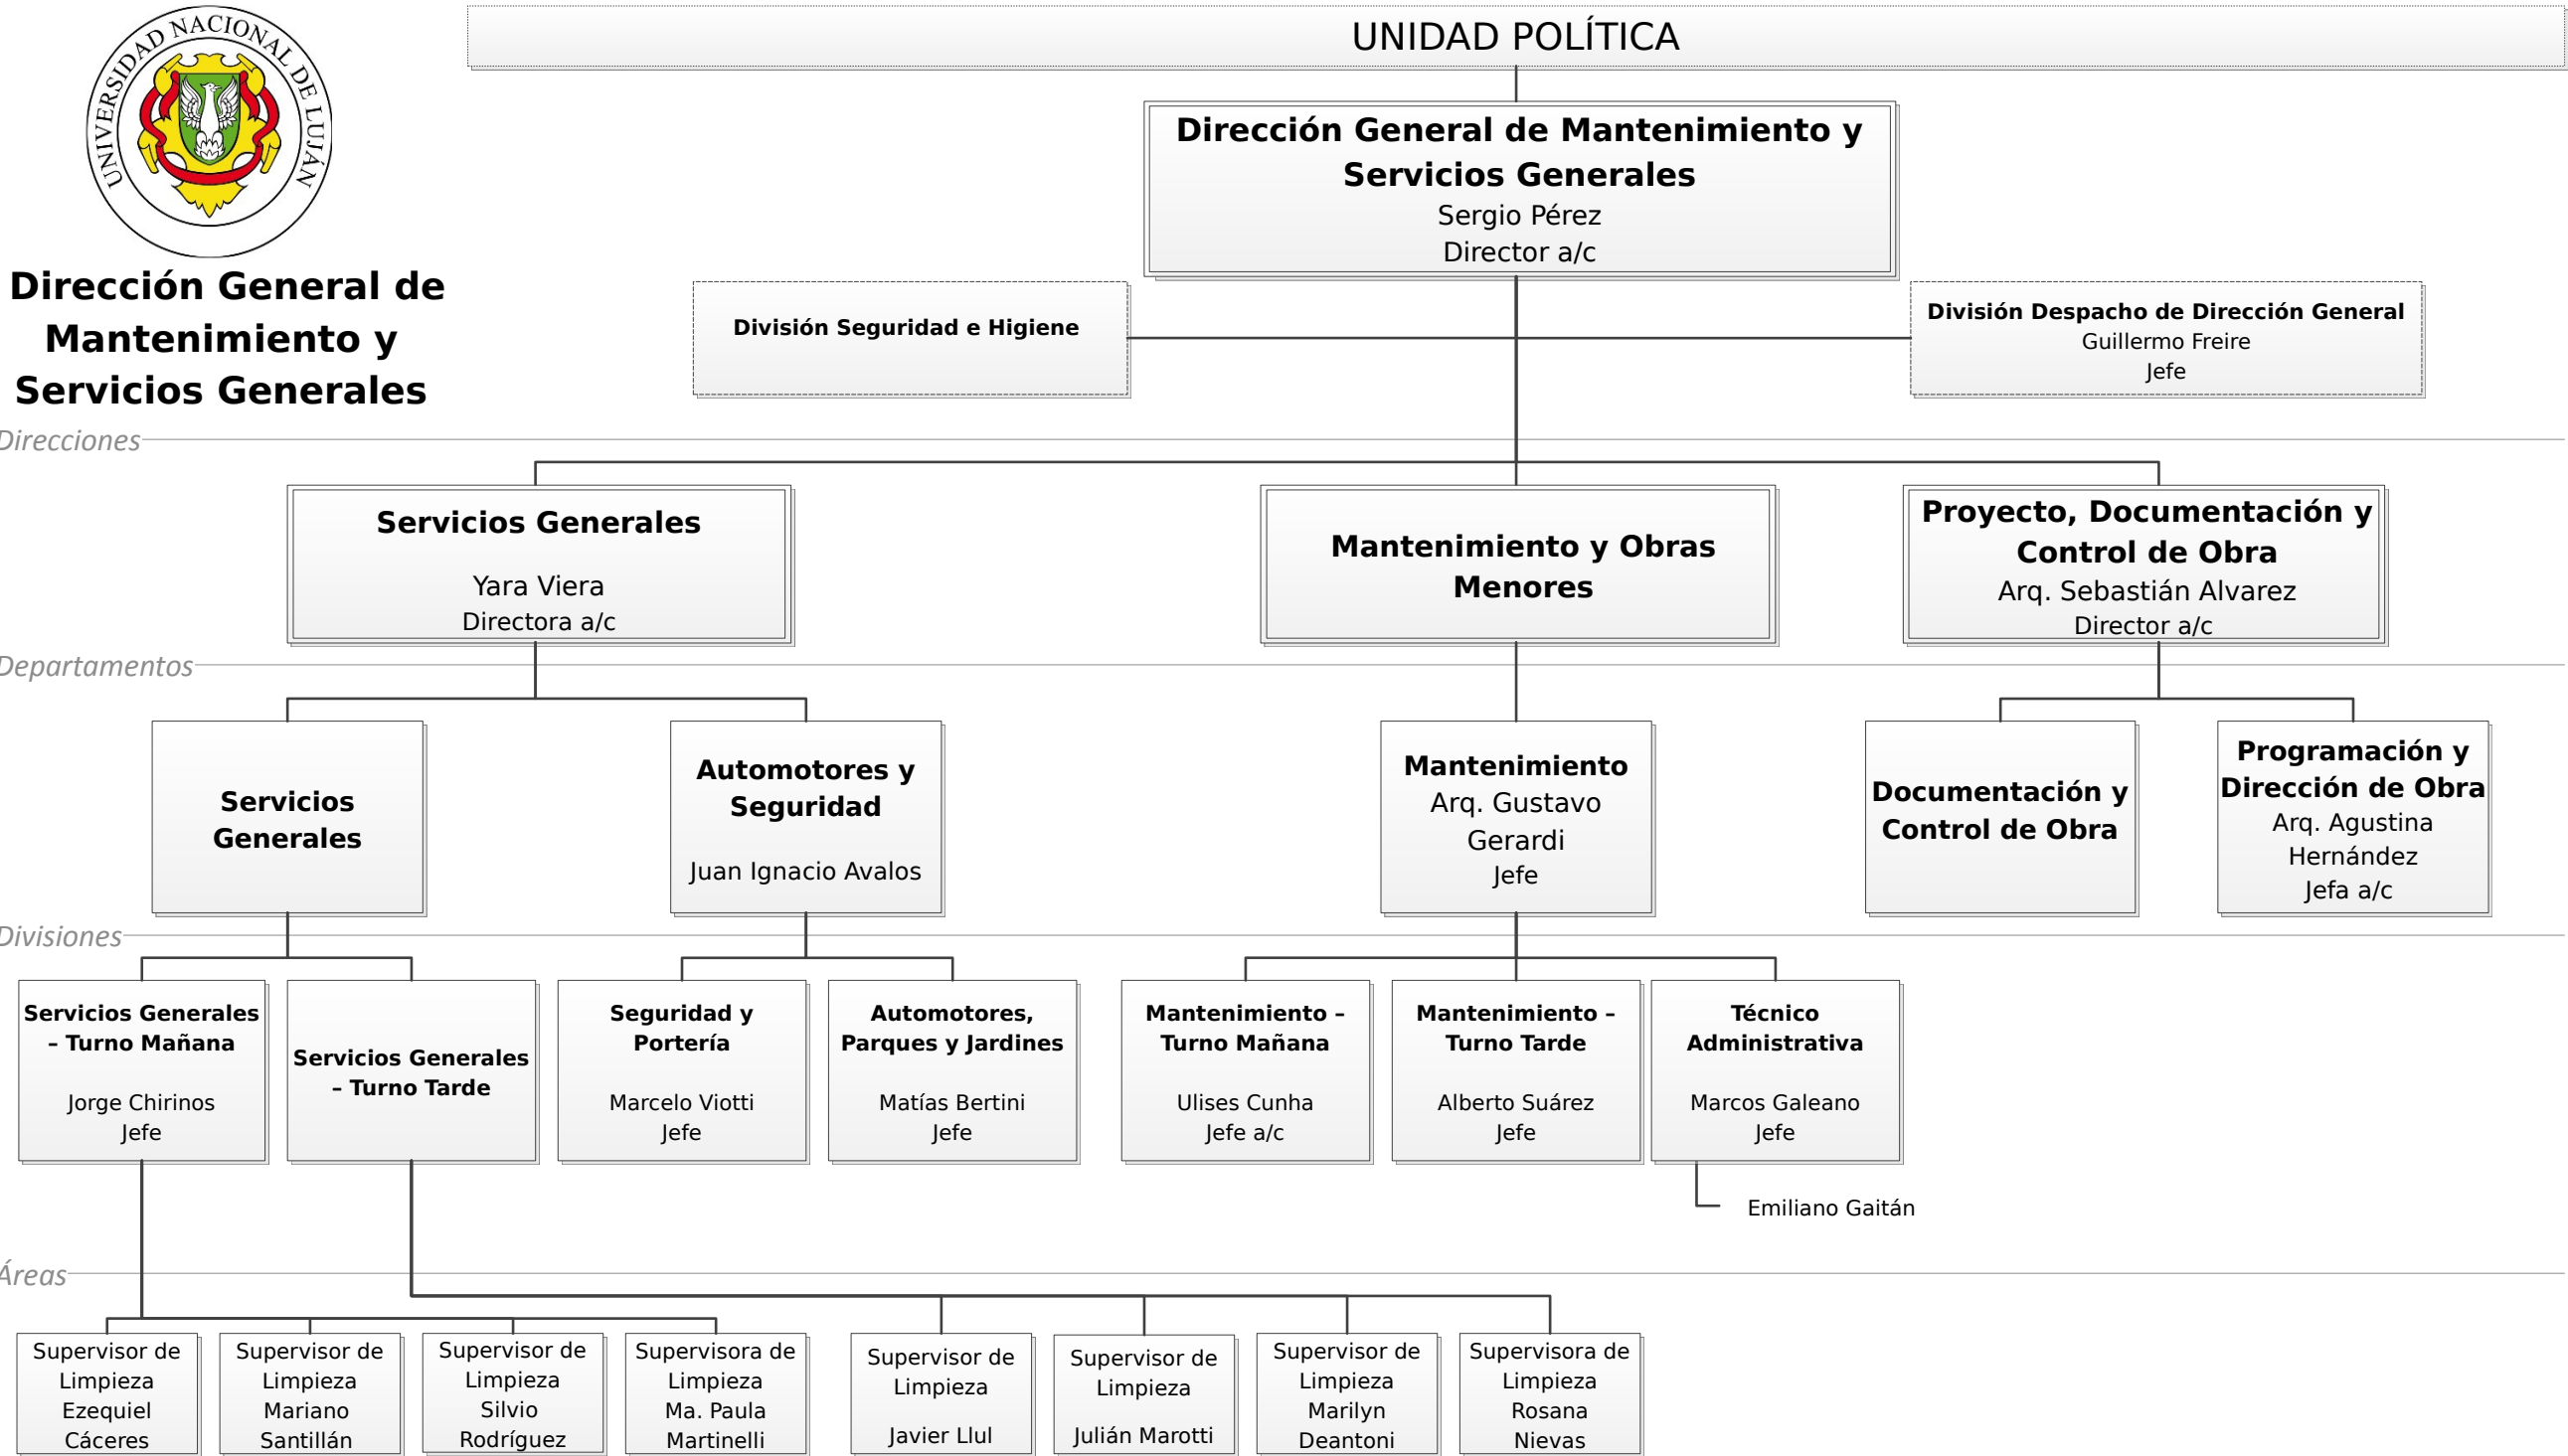 UNIVERSIDAD NACIONAL DE LUJÁN
UNIDAD POLÍTICA
Dirección General de
Mantenimiento y
Servicios Generales
Dirección General de Mantenimiento y
Servicios Generales
Sergio Pérez
Director a/c
División Seguridad e Higiene
División Despacho de Dirección General
Guillermo Freire
Jefe
Direcciones
Servicios Generales
Yara Viera
Directora a/c
Mantenimiento y Obras
Menores
Proyecto, Documentación y
Control de Obra
Arq. Sebastián Alvarez
Director a/c
Departamentos
Servicios
Generales
Automotores y
Seguridad
Juan Ignacio Avalos
Mantenimiento
Arq. Gustavo
Gerardi
Jefe
Documentación y
Control de Obra
Programación y
Dirección de Obra
Arq. Agustina
Hernández
Jefa a/c
Divisiones
Servicios Generales
– Turno Mañana
Jorge Chirinos
Jefe
Servicios Generales
– Turno Tarde
Seguridad y
Portería
Marcelo Viotti
Jefe
Automotores,
Parques y Jardines
Matías Bertini
Jefe
Mantenimiento –
Turno Mañana
Ulises Cunha
Jefe a/c
Mantenimiento –
Turno Tarde
Alberto Suárez
Jefe
Técnico
Administrativa
Marcos Galeano
Jefe
Emiliano Gaitán
Áreas
Supervisor de
Limpieza
Ezequiel
Cáceres
Supervisor de
Limpieza
Mariano
Santillán
Supervisor de
Limpieza
Silvio
Rodríguez
Supervisora de
Limpieza
Ma. Paula
Martinelli
Supervisor de
Limpieza
Javier Llul
Supervisor de
Limpieza
Julián Marotti
Supervisor de
Limpieza
Marilyn
Deantoni
Supervisora de
Limpieza
Rosana
Nievas